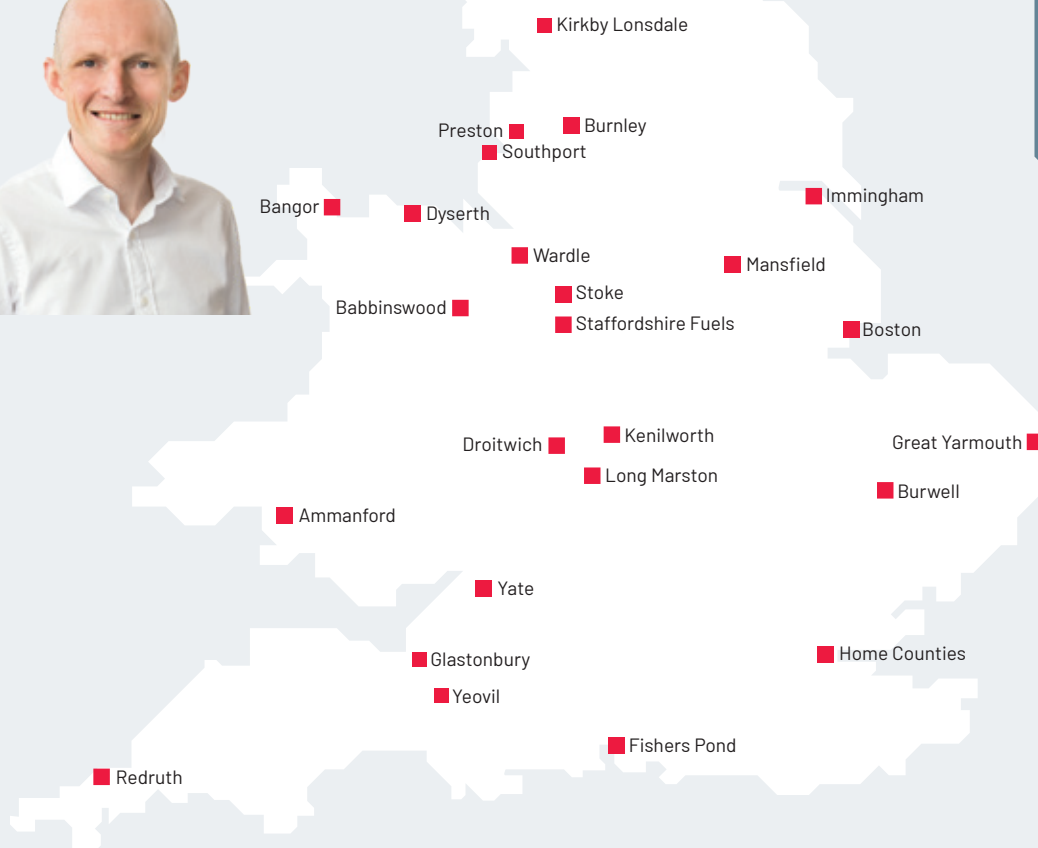 Kirkby Lonsdale
Burnley
Preston
Southport
Immingham
Bangor
Dyserth
Wardle
Mansfield
Stoke
Babbinswood
Staffordshire Fuels
Boston
Kenilworth
Great Yarmouth
Droitwich
Long Marston
Burwell
Ammanford
Yate
Home Counties
Glastonbury
Yeovil
Fishers Pond
Redruth